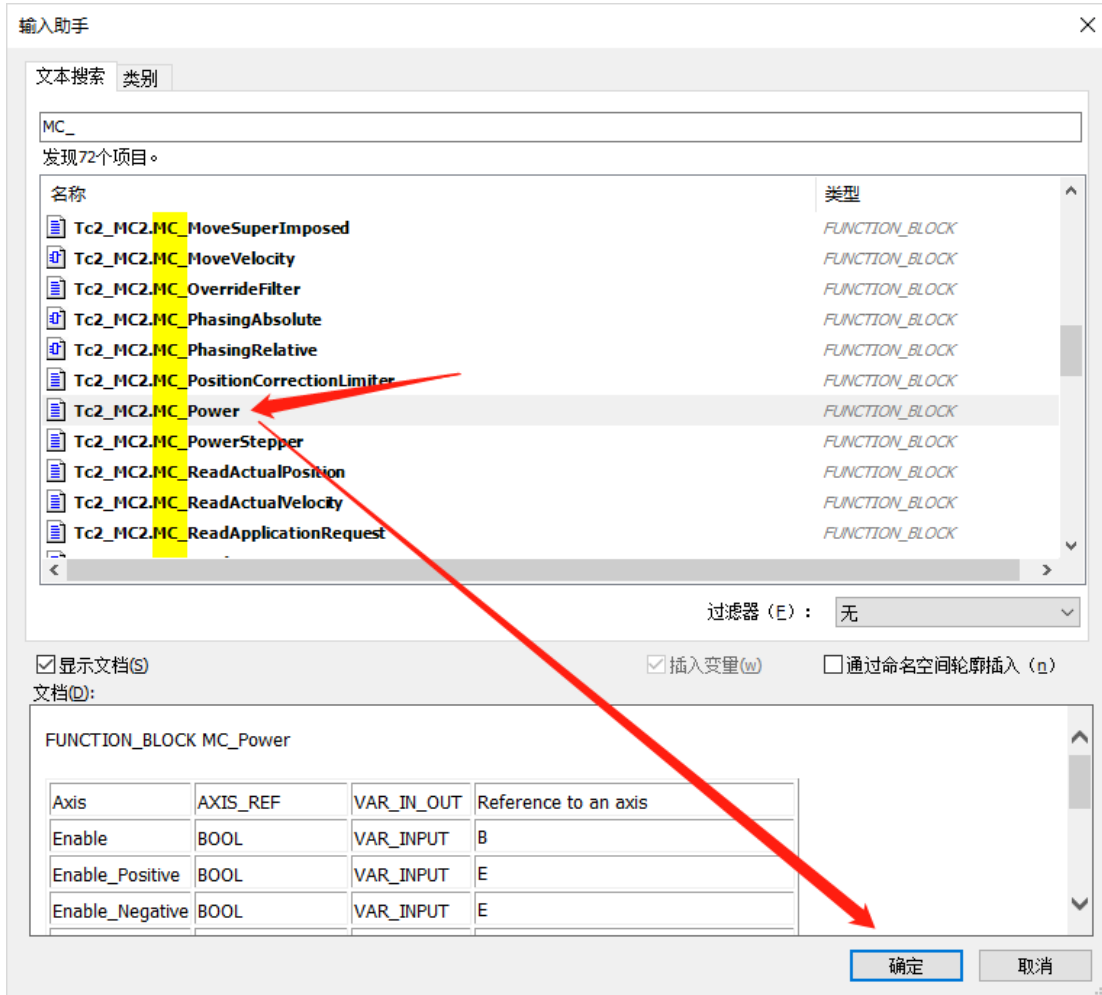 输入助手
文本搜索 类别
MC_
发现72个项目。
名称 类型
Tc2_MC2.MC_MoveSuperImposed FUNCTION_BLOCK
Tc2_MC2.MC_MoveVelocity FUNCTION_BLOCK
Tc2_MC2.MC_OverrideFilter FUNCTION_BLOCK
Tc2_MC2.MC_PhasingAbsolute FUNCTION_BLOCK
Tc2_MC2.MC_PhasingRelative FUNCTION_BLOCK
Tc2_MC2.MC_PositionCorrectionLimiter FUNCTION_BLOCK
Tc2_MC2.MC_Power FUNCTION_BLOCK
Tc2_MC2.MC_PowerStepper FUNCTION_BLOCK
Tc2_MC2.MC_ReadActualPosition FUNCTION_BLOCK
Tc2_MC2.MC_ReadActualVelocity FUNCTION_BLOCK
Tc2_MC2.MC_ReadApplicationRequest FUNCTION_BLOCK
过滤器（F）： 无
显示文档(S) 插入变量(w) 通过命名空间轮廓插入（n）
文档(D):
FUNCTION_BLOCK MC_Power
Axis AXIS_REF VAR_IN_OUT Reference to an axis
Enable BOOL VAR_INPUT B
Enable_Positive BOOL VAR_INPUT E
Enable_Negative BOOL VAR_INPUT E
确定 取消